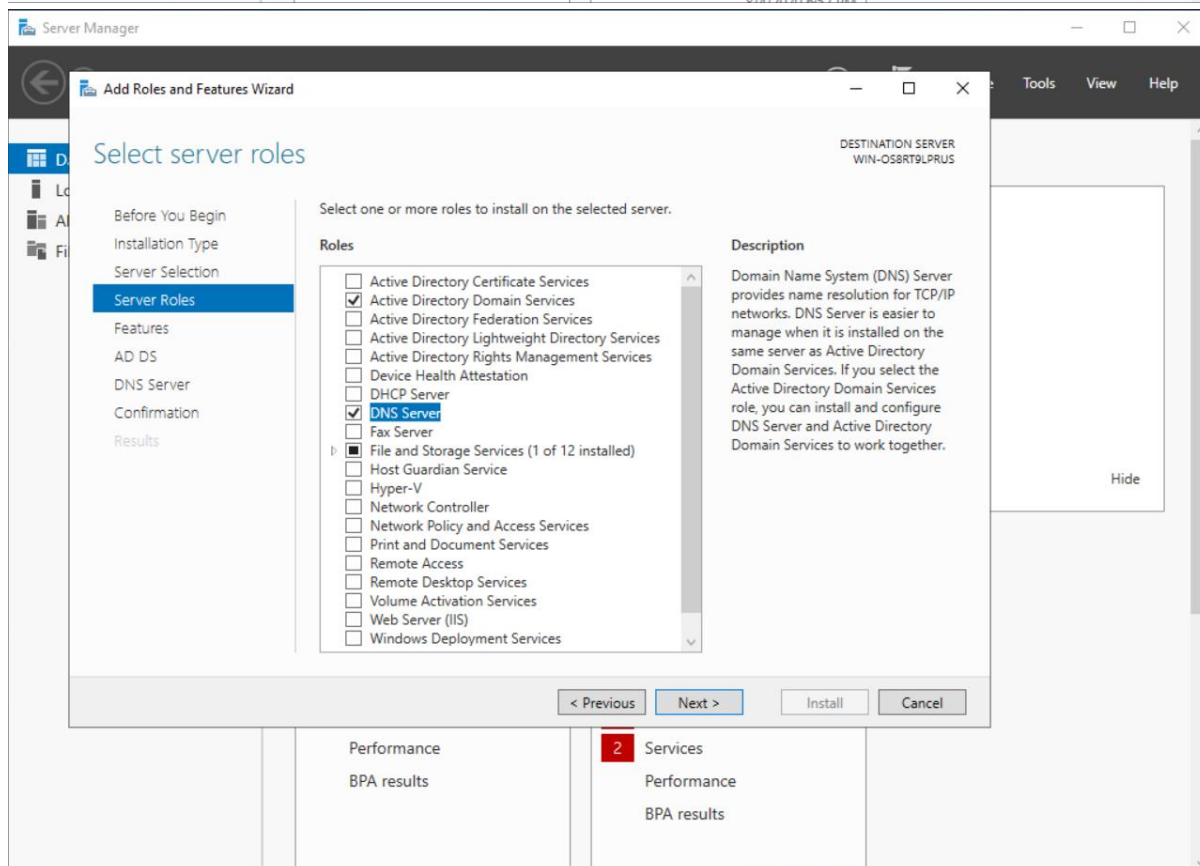 Server Manager
Add Roles and Features Wizard
Tools
View
Help
Select server roles
DESTINATION SERVER
WIN-OS8RT9LPRUS
Before You Begin
Installation Type
Server Selection
Server Roles
Features
AD DS
DNS Server
Confirmation
Results
Select one or more roles to install on the selected server.
Roles
Active Directory Certificate Services
Active Directory Domain Services
Active Directory Federation Services
Active Directory Lightweight Directory Services
Active Directory Rights Management Services
Device Health Attestation
DHCP Server
DNS Server
Fax Server
File and Storage Services (1 of 12 installed)
Host Guardian Service
Hyper-V
Network Controller
Network Policy and Access Services
Print and Document Services
Remote Access
Remote Desktop Services
Volume Activation Services
Web Server (IIS)
Windows Deployment Services
Description
Domain Name System (DNS) Server
provides name resolution for TCP/IP
networks. DNS Server is easier to
manage when it is installed on the
same server as Active Directory
Domain Services. If you select the
Active Directory Domain Services
role, you can install and configure
DNS Server and Active Directory
Domain Services to work together.
Hide
< Previous
Next >
Install
Cancel
Performance
BPA results
2 Services
Performance
BPA results